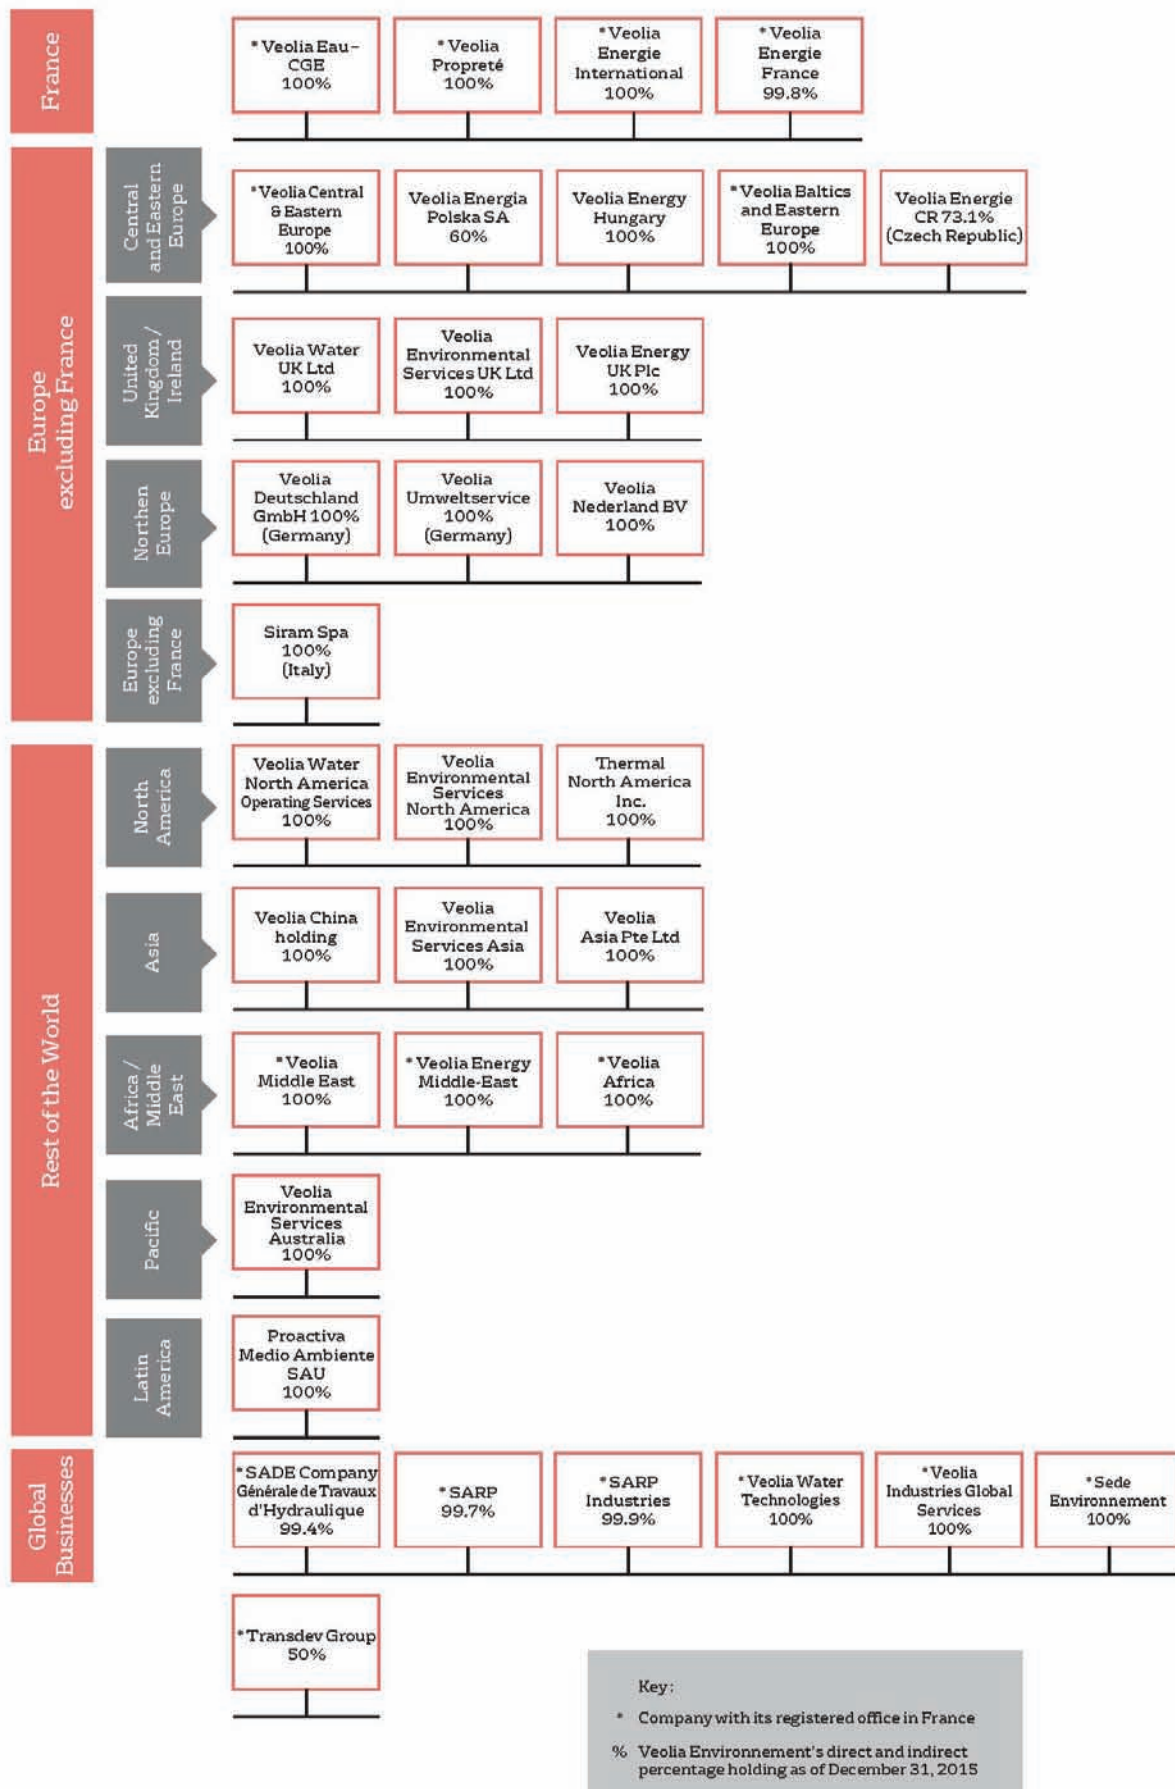 France
* Veolia Eau –
CGE
100%
* Veolia
Propreté
100%
* Veolia
Energie
International
100%
* Veolia
Energie
France
99.8%
Europe
excluding France
Central
and Eastern
Europe
* Veolia Central
& Eastern
Europe
100%
Veolia Energia
Polska SA
60%
Veolia Energy
Hungary
100%
* Veolia Baltics
and Eastern
Europe
100%
Veolia Energie
CR 73.1%
(Czech Republic)
United
Kingdom /
Ireland
Veolia Water
UK Ltd
100%
Veolia
Environmental
Services UK Ltd
100%
Veolia Energy
UK Plc
100%
Northen
Europe
Veolia
Deutschland
GmbH 100%
(Germany)
Veolia
Umweltservice
100%
(Germany)
Veolia
Nederland BV
100%
Europe
excluding
France
Siram Spa
100%
(Italy)
Rest of the World
North
America
Veolia Water
North America
Operating Services
100%
Veolia
Environmental
Services
North America
100%
Thermal
North America
Inc.
100%
Asia
Veolia China
holding
100%
Veolia
Environmental
Services Asia
100%
Veolia
Asia Pte Ltd
100%
Africa /
Middle
East
* Veolia
Middle East
100%
* Veolia Energy
Middle-East
100%
* Veolia
Africa
100%
Pacific
Veolia
Environmental
Services
Australia
100%
Latin
America
Proactiva
Medio Ambiente
SAU
100%
Global
Businesses
* SADE Company
Générale de Travaux
d'Hydraulique
99.4%
* SARP
99.7%
* SARP
Industries
99.9%
* Veolia Water
Technologies
100%
* Veolia
Industries Global
Services
100%
* Sede
Environnement
100%
* Transdev Group
50%
Key:
* Company with its registered office in France
% Veolia Environnement's direct and indirect
percentage holding as of December 31, 2015